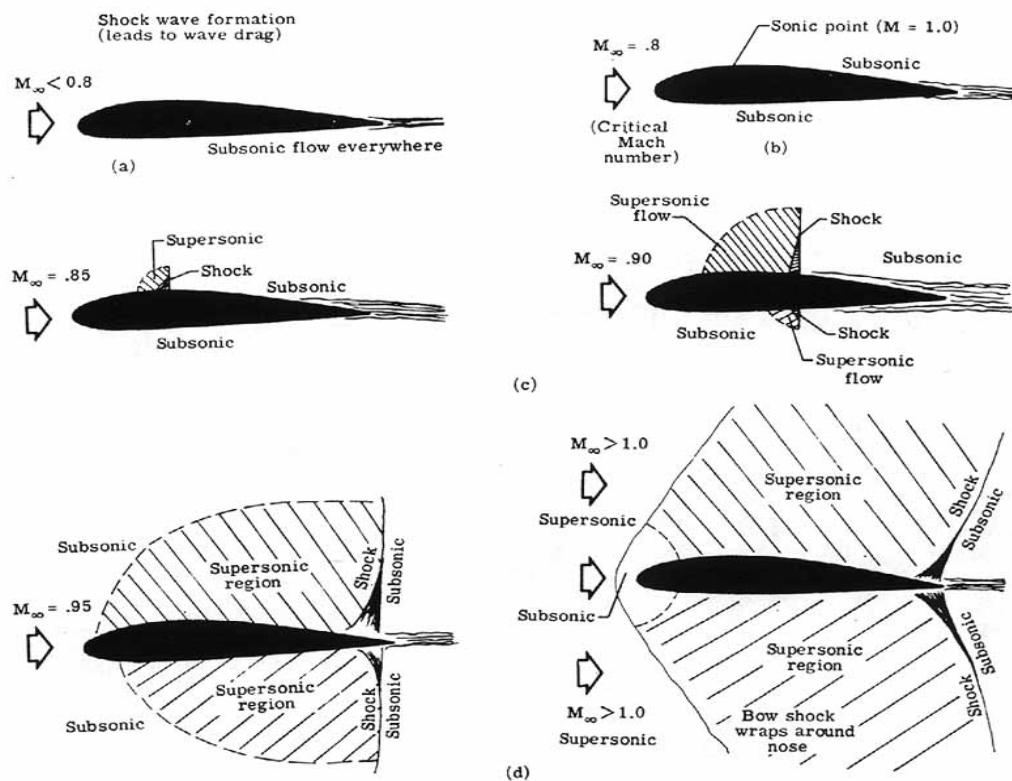 Shock wave formation
(leads to wave drag)
M∞ < 0.8
Subsonic flow everywhere
(a)
Sonic point (M = 1.0)
M∞ = .8
Subsonic
Subsonic
(Critical
Mach
number)
(b)
Supersonic
Shock
M∞ = .85
Subsonic
Subsonic
Supersonic
flow
Shock
M∞ = .90
Subsonic
Subsonic
Shock
Supersonic
flow
(c)
Subsonic
Supersonic
region
Shock
Subsonic
M∞ = .95
Supersonic
region
Shock
Subsonic
Subsonic
M∞ > 1.0
Supersonic
Supersonic
region
Shock
Subsonic
Subsonic
Supersonic
region
Subsonic
Shock
M∞ > 1.0
Supersonic
Bow shock
wraps around
nose
(d)